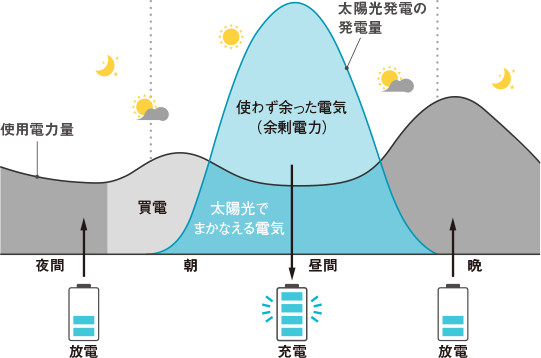 太陽光発電の
発電量
使わず余った電気
(余剰電力)
使用電力量
買電
太陽光で
まかなえる電気
夜間
朝
昼間
晩
放電
充電
放電